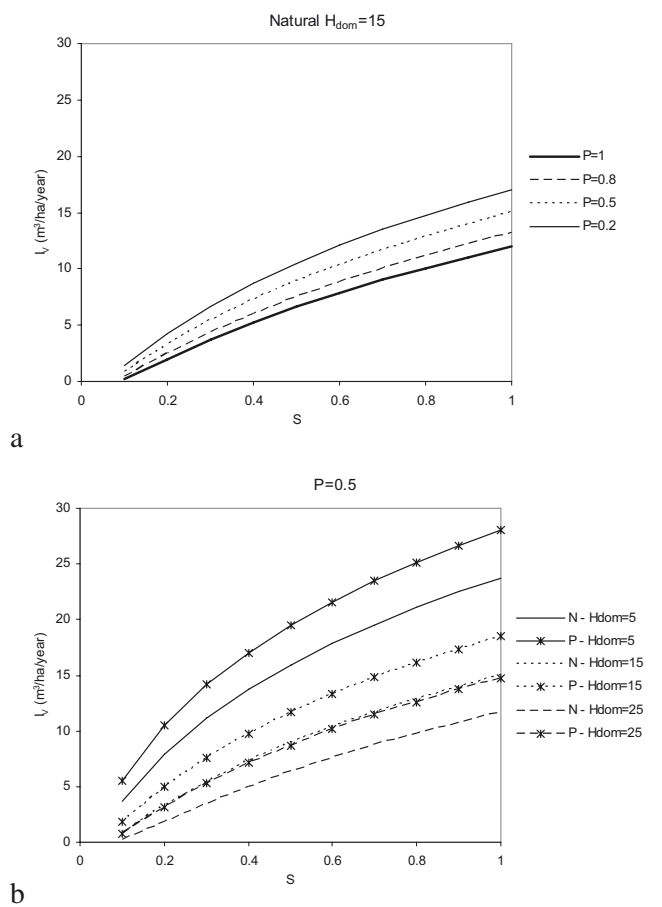 Natural H_dom=15
30
25
20
15
10
5
0
I_V (m³/ha/year)
0 0.2 0.4 0.6 0.8 1
S
P=1
P=0.8
P=0.5
P=0.2
a
P=0.5
30
25
20
15
10
5
0
I_V (m³/ha/year)
0 0.2 0.4 0.6 0.8 1
S
N - Hdom=5
P - Hdom=5
N - Hdom=15
P - Hdom=15
N - Hdom=25
P - Hdom=25
b